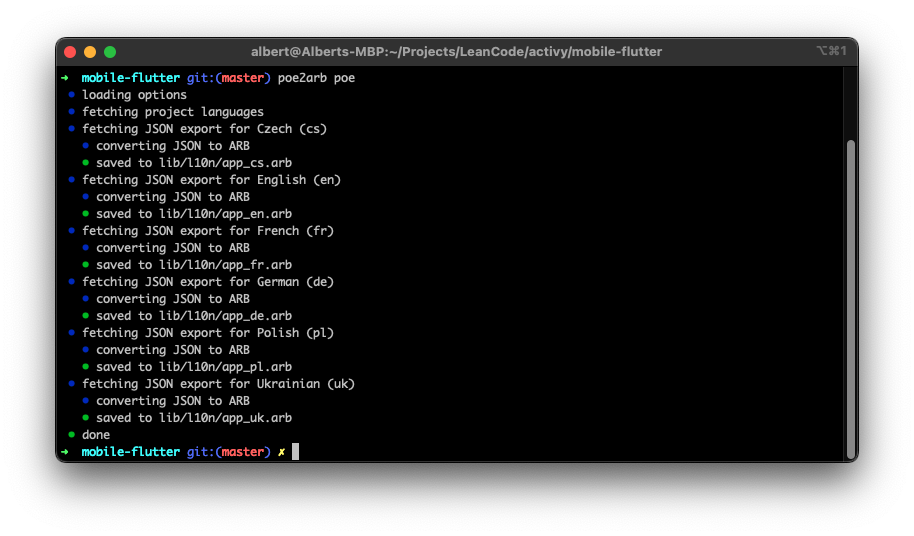 albert@Alberts-MBP:~/Projects/LeanCode/activy/mobile-flutter ⌥⌘1
➜ mobile-flutter git:(master) poe2arb poe
• loading options
• fetching project languages
• fetching JSON export for Czech (cs)
• converting JSON to ARB
• saved to lib/l10n/app_cs.arb
• fetching JSON export for English (en)
• converting JSON to ARB
• saved to lib/l10n/app_en.arb
• fetching JSON export for French (fr)
• converting JSON to ARB
• saved to lib/l10n/app_fr.arb
• fetching JSON export for German (de)
• converting JSON to ARB
• saved to lib/l10n/app_de.arb
• fetching JSON export for Polish (pl)
• converting JSON to ARB
• saved to lib/l10n/app_pl.arb
• fetching JSON export for Ukrainian (uk)
• converting JSON to ARB
• saved to lib/l10n/app_uk.arb
• done
➜ mobile-flutter git:(master) ✗